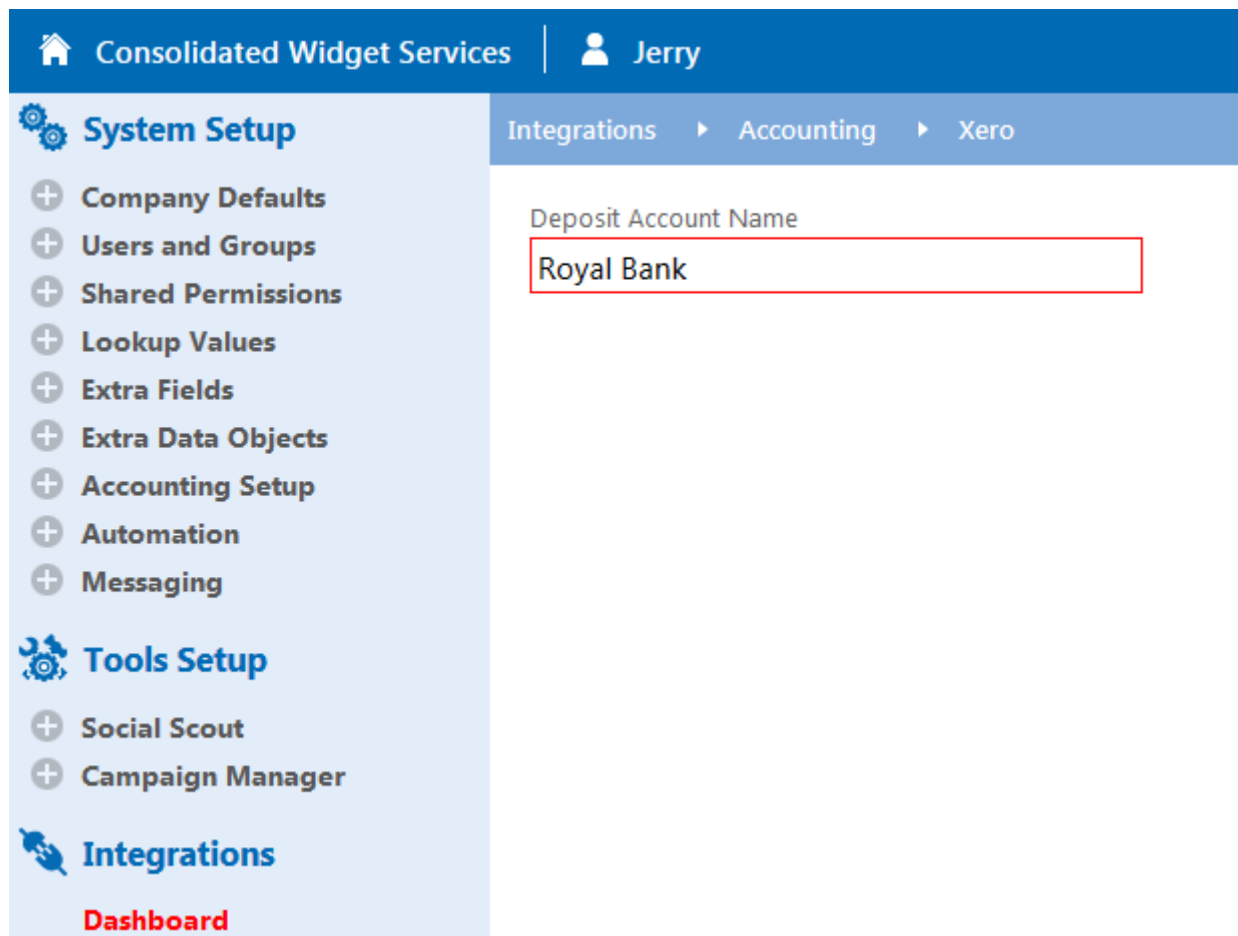 Consolidated Widget Services Jerry
System Setup
Integrations Accounting Xero
Company Defaults
Users and Groups
Shared Permissions
Lookup Values
Extra Fields
Extra Data Objects
Accounting Setup
Automation
Messaging
Tools Setup
Social Scout
Campaign Manager
Integrations
Dashboard
Deposit Account Name
Royal Bank